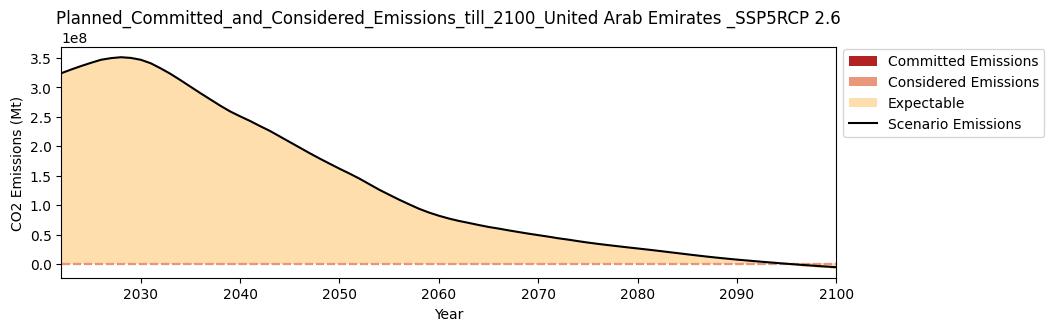 Planned_Committed_and_Considered_Emissions_till_2100_United Arab Emirates _SSP5RCP 2.6
1e8
3.5
3.0
2.5
2.0
1.5
1.0
0.5
0.0
CO2 Emissions (Mt)
2030 2040 2050 2060 2070 2080 2090 2100
Year
Committed Emissions
Considered Emissions
Expectable
Scenario Emissions